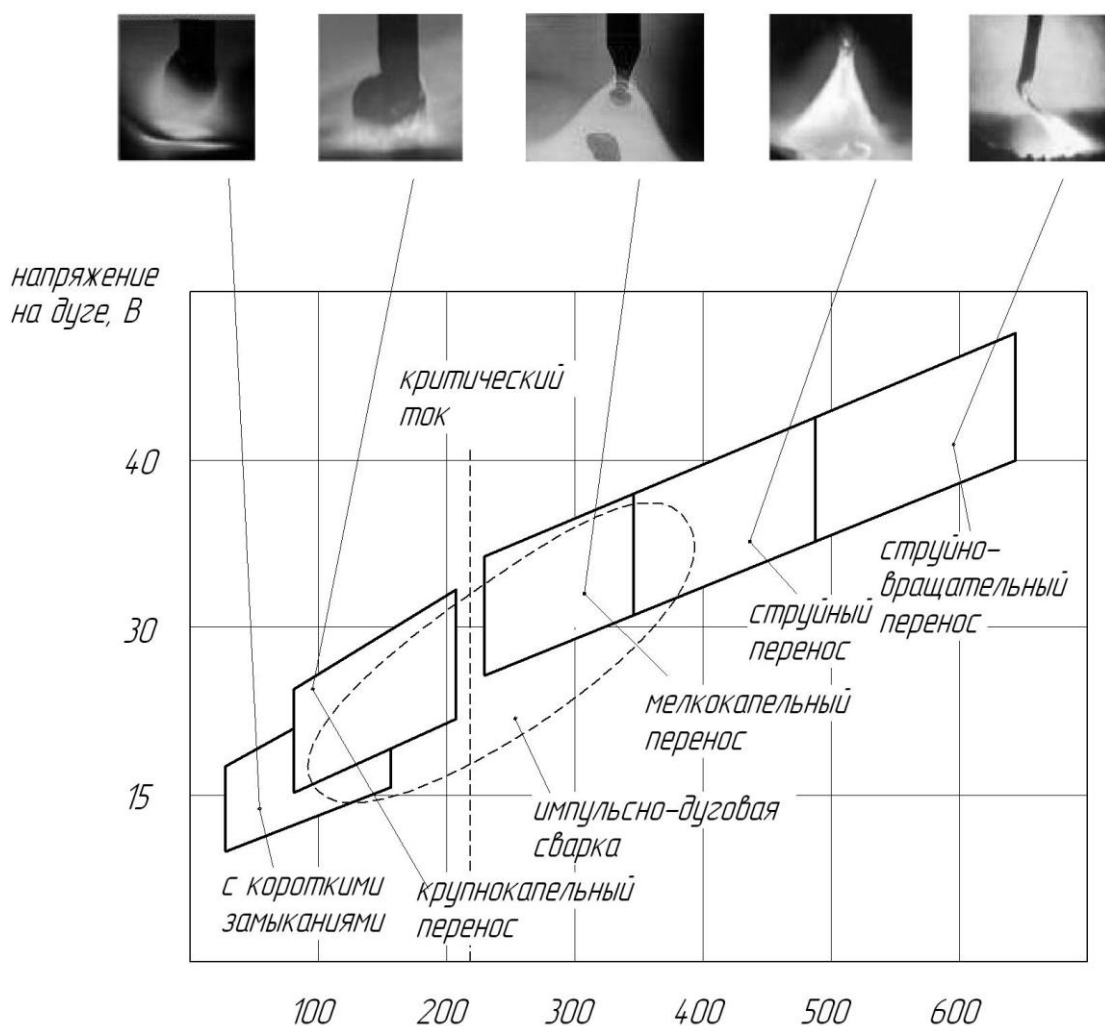 напряжение
на дуге, В
критический
ток
40
струйно-
вращательный
перенос
струйный
перенос
30
мелкокапельный
перенос
15
импульсно-дуговая
сварка
с короткими
замыканиями
крупнокапельный
перенос
100 200 300 400 500 600